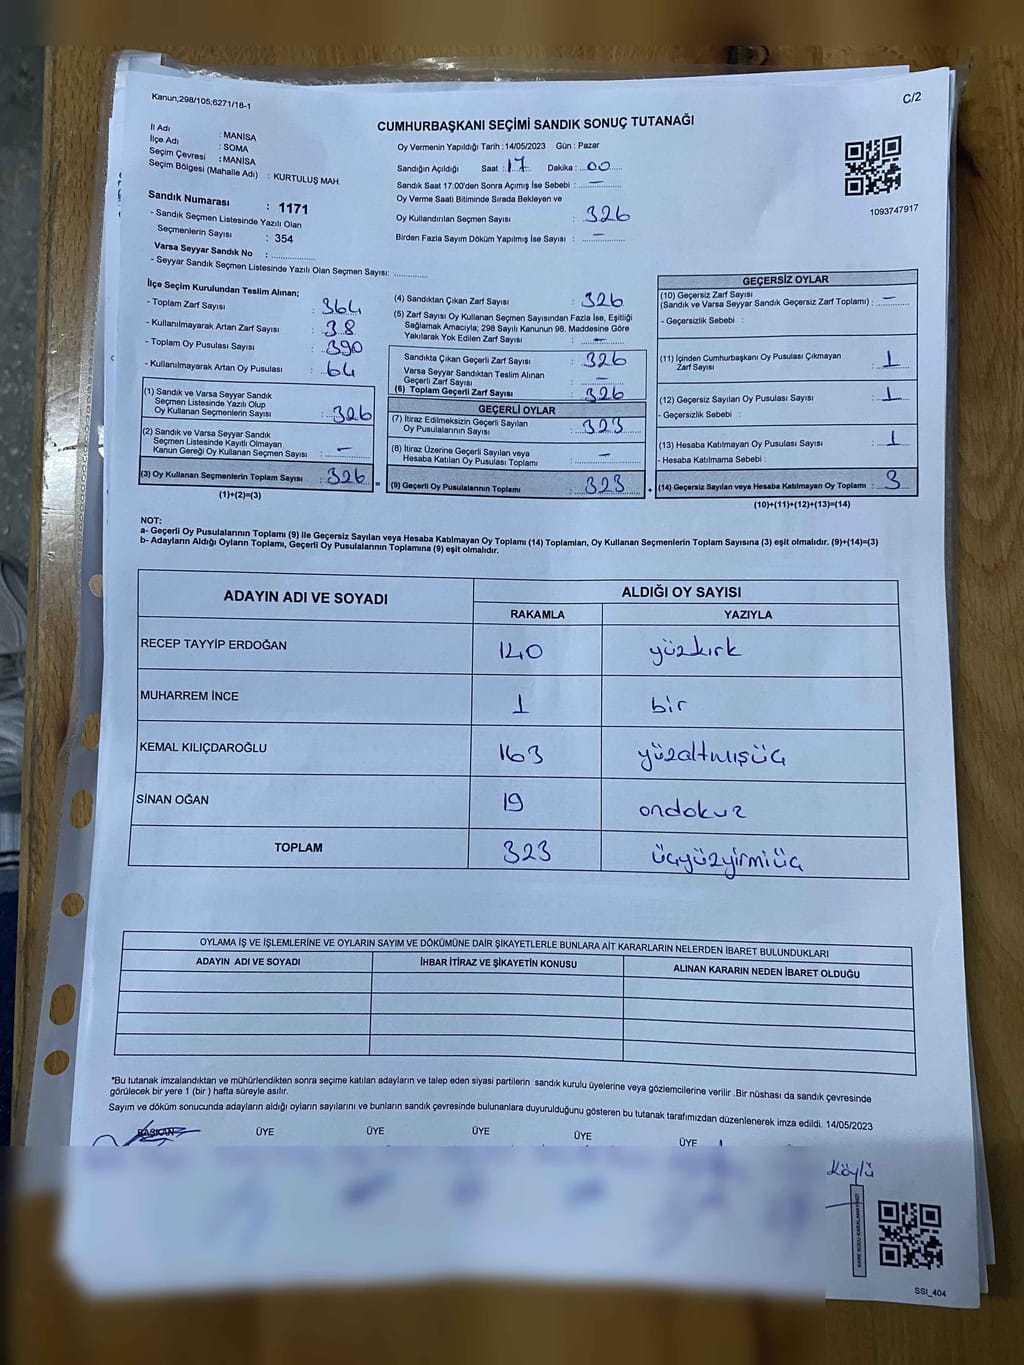 Kanun;298/105;6271/18-1
C/2
CUMHURBAŞKANI SEÇİMİ SANDIK SONUÇ TUTANAĞI
İl Adı : MANİSA
İlçe Adı : SOMA
Seçim Çevresi : MANİSA
Seçim Bölgesi (Mahalle Adı) : KURTULUŞ MAH.
Sandık Numarası : 1171
- Sandık Seçmen Listesinde Yazılı Olan
Seçmenlerin Sayısı : 354
Varsa Seyyar Sandık No :
- Seyyar Sandık Seçmen Listesinde Yazılı Olan Seçmen Sayısı:
Oy Vermenin Yapıldığı Tarih :14/05/2023 Gün : Pazar
Sandığın Açıldığı Saat : 17 Dakika : 00
Sandık Saat 17:00'den Sonra Açılmış İse Sebebi : —
Oy Verme Saati Bitiminde Sırada Bekleyen ve
Oy Kullandırılan Seçmen Sayısı : 326
Birden Fazla Sayım Döküm Yapılmış İse Sayısı : —
1093747917
İlçe Seçim Kurulundan Teslim Alınan;
- Toplam Zarf Sayısı : 364
- Kullanılmayarak Artan Zarf Sayısı : 38
- Toplam Oy Pusulası Sayısı : 390
- Kullanılmayarak Artan Oy Pusulası : 64
(1) Sandık ve Varsa Seyyar Sandık
Seçmen Listesinde Yazılı Olup
Oy Kullanan Seçmenlerin Sayısı : 326
(2) Sandık ve Varsa Seyyar Sandık
Seçmen Listesinde Kayıtlı Olmayan
Kanun Gereği Oy Kullanan Seçmen Sayısı : —
(3) Oy Kullanan Seçmenlerin Toplam Sayısı : 326 =
(1)+(2)=(3)
(4) Sandıktan Çıkan Zarf Sayısı : 326
(5) Zarf Sayısı Oy Kullanan Seçmen Sayısından Fazla İse, Eşitliği
Sağlamak Amacıyla; 298 Sayılı Kanunun 98. Maddesine Göre
Yakılarak Yok Edilen Zarf Sayısı : —
Sandıkta Çıkan Geçerli Zarf Sayısı : 326
Varsa Seyyar Sandıktan Teslim Alınan
Geçerli Zarf Sayısı : —
(6) Toplam Geçerli Zarf Sayısı : 326
GEÇERLİ OYLAR
(7) İtiraz Edilmeksizin Geçerli Sayılan
Oy Pusulalarının Sayısı : 323
(8) İtiraz Üzerine Geçerli Sayılan veya
Hesaba Katılan Oy Pusulası Toplamı : —
(9) Geçerli Oy Pusulalarının Toplamı : 323 +
GEÇERSİZ OYLAR
(10) Geçersiz Zarf Sayısı
(Sandık ve Varsa Seyyar Sandık Geçersiz Zarf Toplamı) : —
- Geçersizlik Sebebi :
(11) İçinden Cumhurbaşkanı Oy Pusulası Çıkmayan
Zarf Sayısı : 1
(12) Geçersiz Sayılan Oy Pusulası Sayısı : 1
- Geçersizlik Sebebi :
(13) Hesaba Katılmayan Oy Pusulası Sayısı : 1
- Hesaba Katılmama Sebebi :
(14) Geçersiz Sayılan veya Hesaba Katılmayan Oy Toplamı : 3
(10)+(11)+(12)+(13)=(14)
NOT:
a- Geçerli Oy Pusulalarının Toplamı (9) ile Geçersiz Sayılan veya Hesaba Katılmayan Oy Toplamı (14) Toplamları, Oy Kullanan Seçmenlerin Toplam Sayısına (3) eşit olmalıdır. (9)+(14)=(3)
b- Adayların Aldığı Oyların Toplamı, Geçerli Oy Pusulalarının Toplamına (9) eşit olmalıdır.
ADAYIN ADI VE SOYADI ALDIĞI OY SAYISI
RAKAMLA YAZIYLA
RECEP TAYYİP ERDOĞAN 140 yüzkırk
MUHARREM İNCE 1 bir
KEMAL KILIÇDAROĞLU 163 yüzaltmışüç
SİNAN OĞAN 19 ondokuz
TOPLAM 323 üçyüzyirmiüç
OYLAMA İŞ VE İŞLEMLERİNE VE OYLARIN SAYIM VE DÖKÜMÜNE DAİR ŞİKAYETLERLE BUNLARA AİT KARARLARIN NELERDEN İBARET BULUNDUKLARI
ADAYIN ADI VE SOYADI İHBAR İTİRAZ VE ŞİKAYETİN KONUSU ALINAN KARARIN NEDEN İBARET OLDUĞU
*Bu tutanak imzalandıktan ve mühürlendikten sonra seçime katılan adayların ve talep eden siyasi partilerin sandık kurulu üyelerine veya gözlemcilerine verilir .Bir nüshası da sandık çevresinde
görülecek bir yere 1 (bir ) hafta süreyle asılır.
Sayım ve döküm sonucunda adayların aldığı oyların sayılarını ve bunların sandık çevresinde bulunanlara duyurulduğunu gösteren bu tutanak tarafımızdan düzenlenerek imza edildi. 14/05/2023
BAŞKAN ÜYE ÜYE ÜYE ÜYE ÜYE
Köylü
KARE KODU KARALAMAYINIZ!
SSI_404